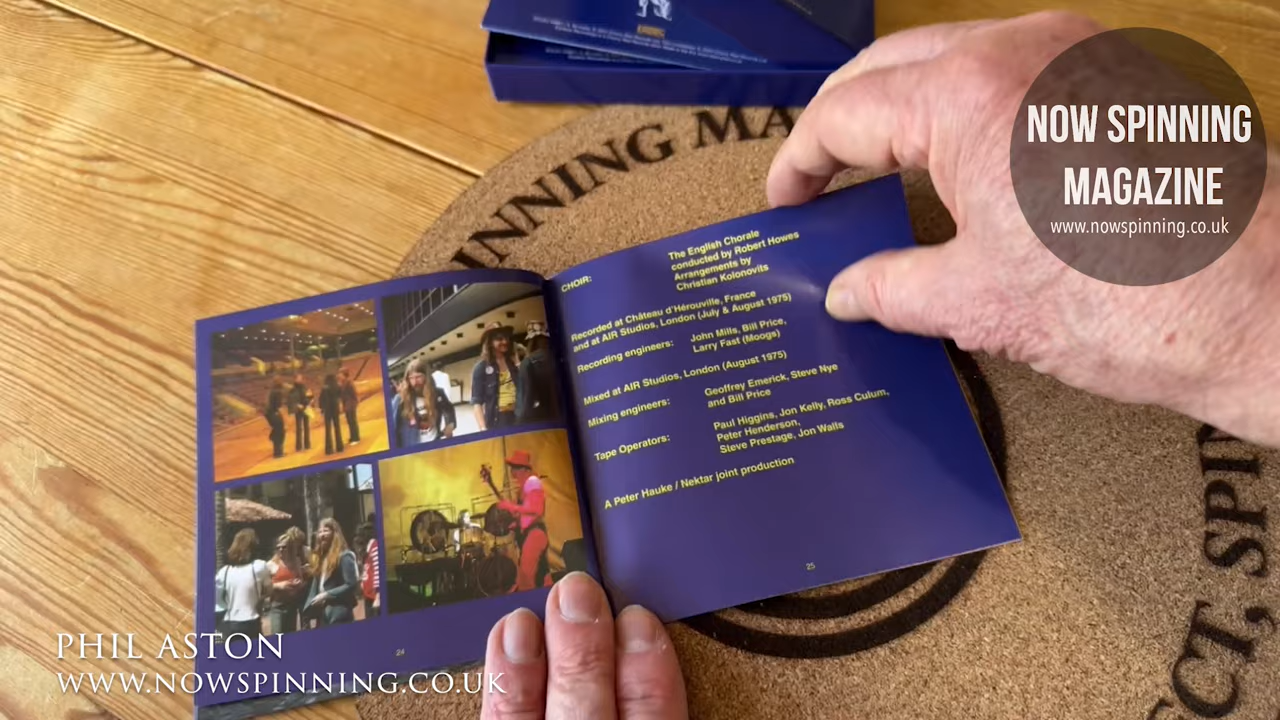 NOW SPINNING
MAGAZINE
www.nowspinning.co.uk
NNING MA
CHOIR: The English Chorale
conducted by Robert Howes
Arrangements by
Christian Kolonovits
Recorded at Château d'Hérouville, France
and at AIR Studios, London (July & August 1975)
Recording engineers: John Mills, Bill Price,
Larry Fast (Moogs)
Mixed at AIR Studios, London (August 1975)
Mixing engineers: Geoffrey Emerick, Steve Nye
and Bill Price
Tape Operators: Paul Higgins, Jon Kelly, Ross Culum,
Peter Henderson,
Steve Prestage, Jon Walls
A Peter Hauke / Nektar joint production
24
25
CT, SPIN
PHIL ASTON
WWW.NOWSPINNING.CO.UK